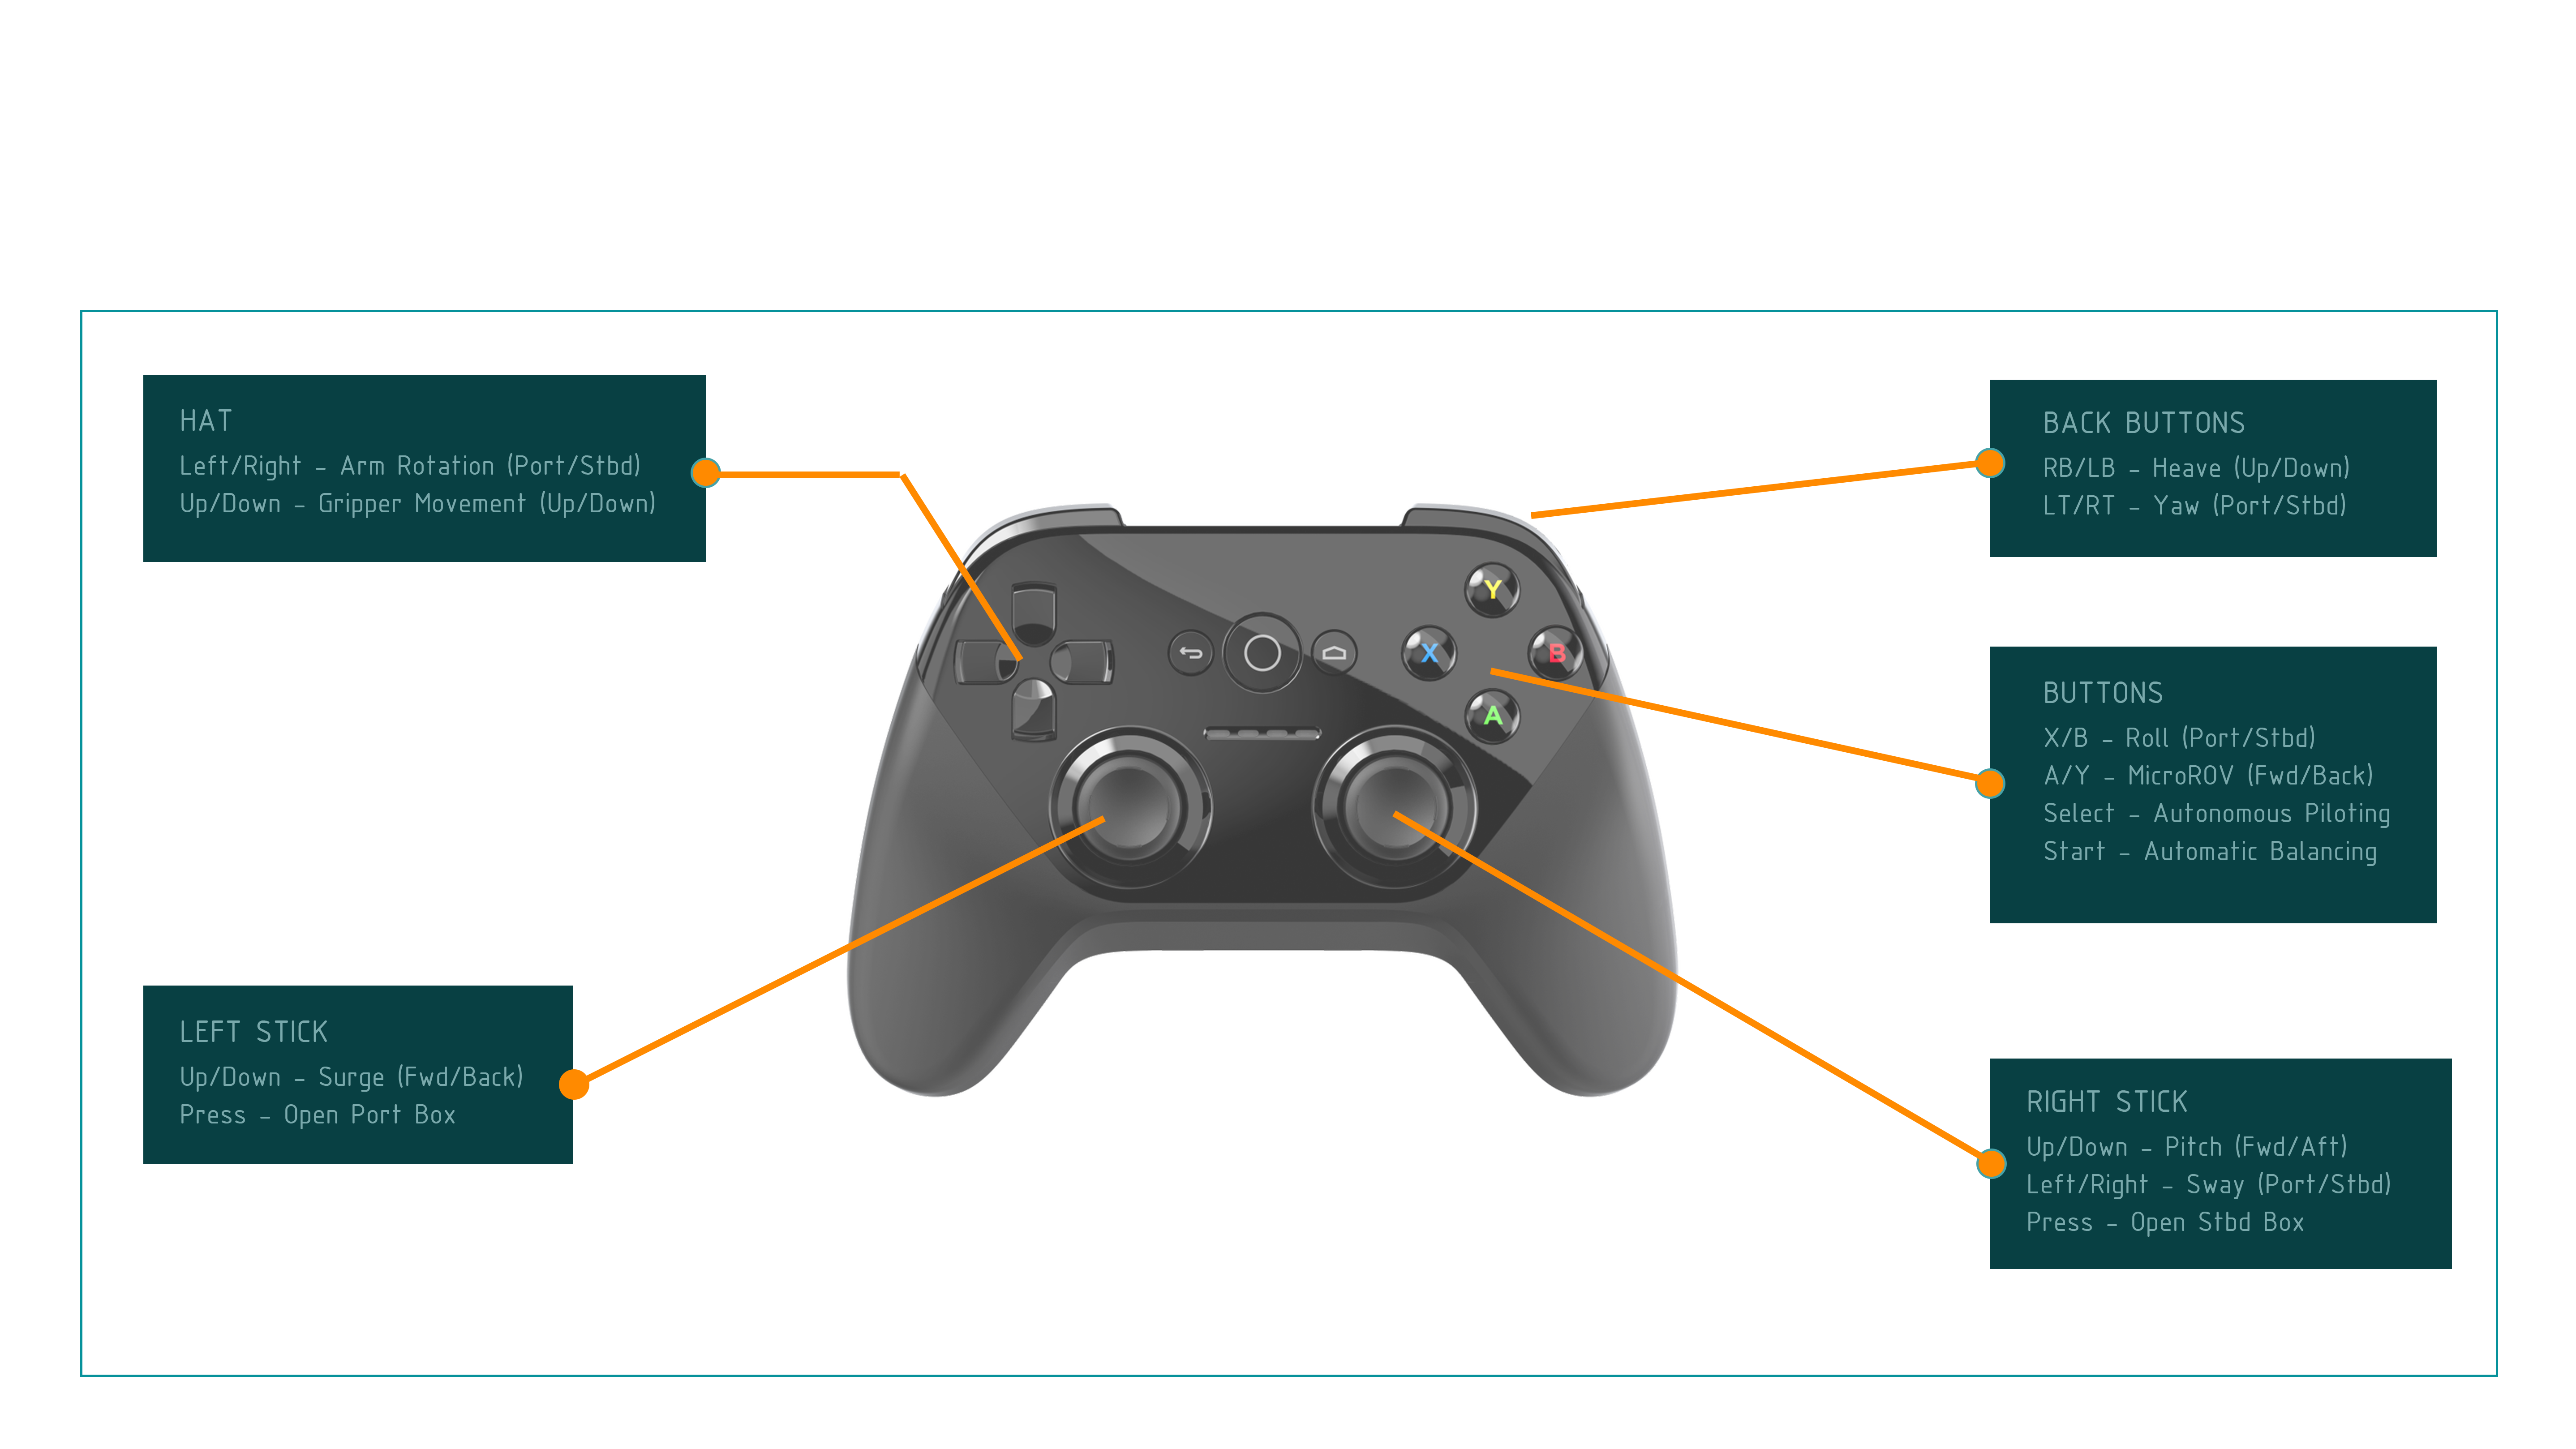 HAT
Left/Right - Arm Rotation (Port/Stbd)
Up/Down - Gripper Movement (Up/Down)
BACK BUTTONS
RB/LB - Heave (Up/Down)
LT/RT - Yaw (Port/Stbd)
Y
X
B
A
BUTTONS
X/B - Roll (Port/Stbd)
A/Y - MicroROV (Fwd/Back)
Select - Autonomous Piloting
Start - Automatic Balancing
LEFT STICK
Up/Down - Surge (Fwd/Back)
Press - Open Port Box
RIGHT STICK
Up/Down - Pitch (Fwd/Aft)
Left/Right - Sway (Port/Stbd)
Press - Open Stbd Box